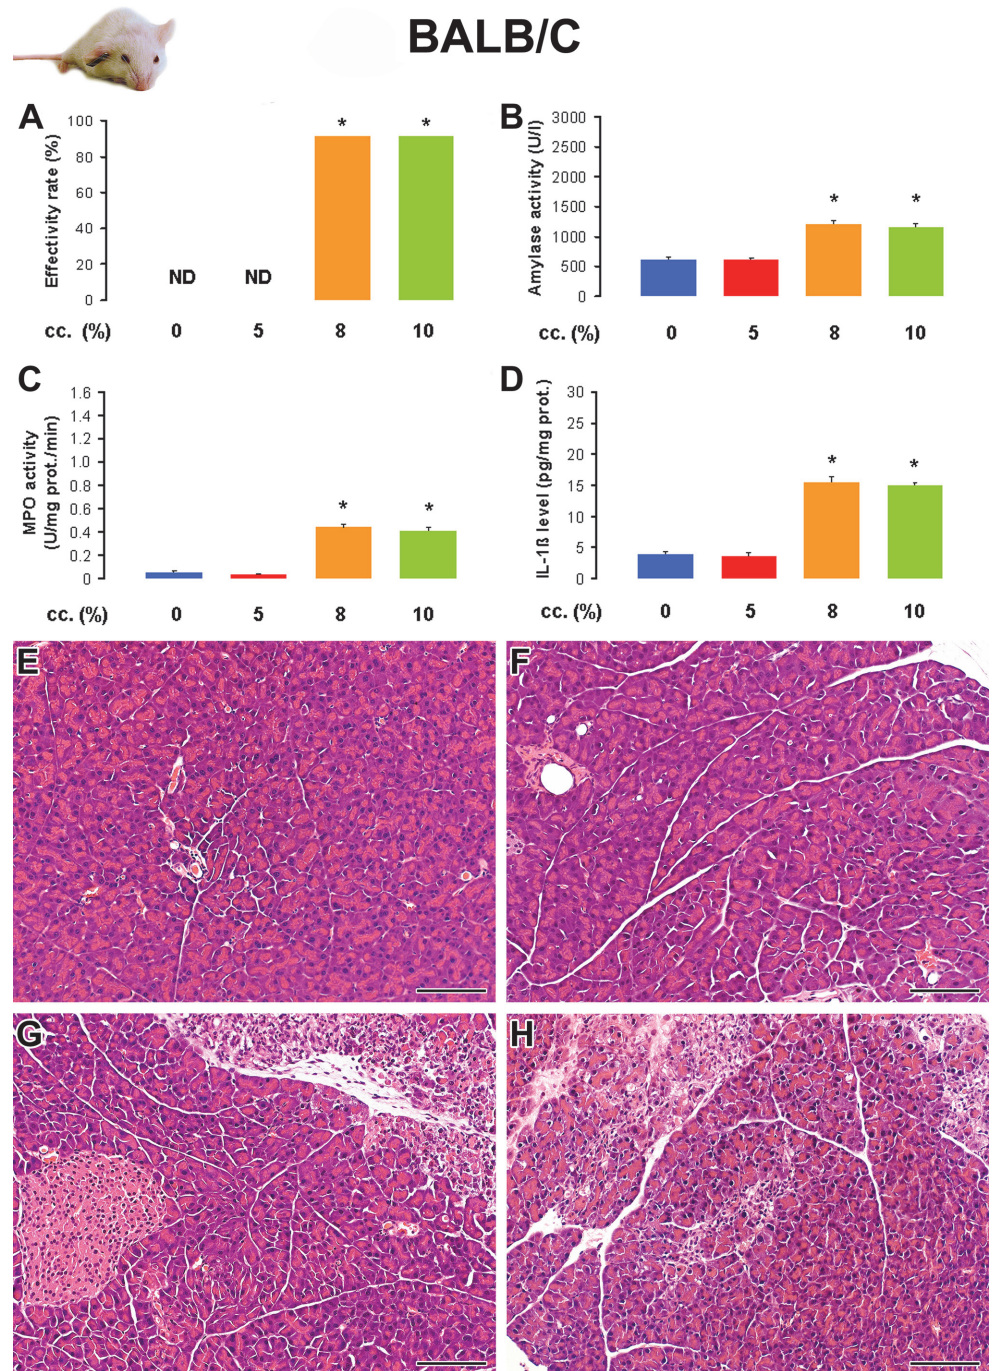 BALB/C
A
Effectivity rate (%)
100
80
60
40
20
0
* *
ND ND
cc. (%) 0 5 8 10
B
Amylase activity (U/l)
3000
2500
2000
1500
1000
500
0
* *
cc. (%) 0 5 8 10
C
MPO activity
(U/mg prot./min)
1.6
1.4
1.2
1.0
0.8
0.6
0.4
0.2
0
* *
cc. (%) 0 5 8 10
D
IL-1ß level (pg/mg prot.)
30
25
20
15
10
5
0
* *
cc. (%) 0 5 8 10
E
F
G
H